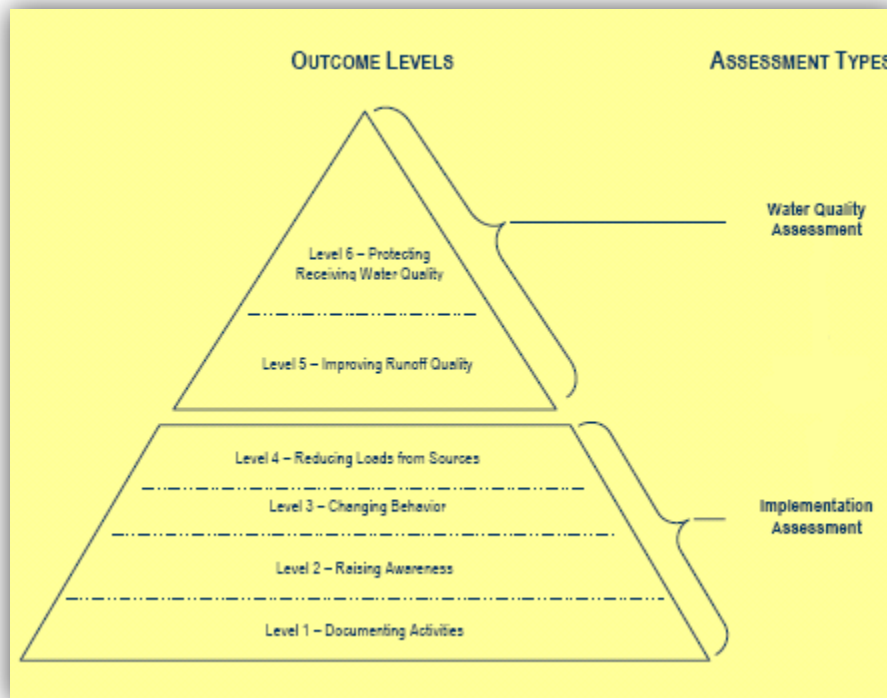 OUTCOME LEVELS
ASSESSMENT TYPES
Water Quality
Assessment
Level 6 – Protecting
Receiving Water Quality
Level 5 – Improving Runoff Quality
Level 4 – Reducing Loads from Sources
Level 3 – Changing Behavior
Implementation
Assessment
Level 2 – Raising Awareness
Level 1 – Documenting Activities